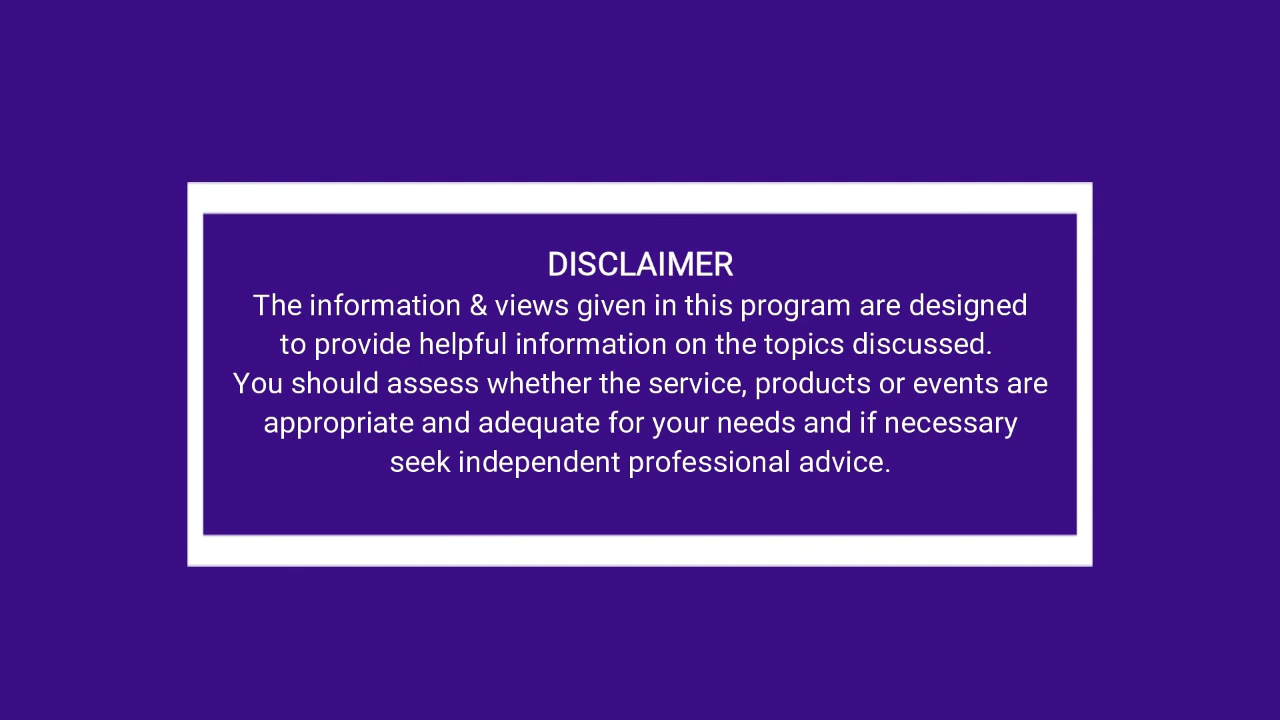 DISCLAIMER
The information & views given in this program are designed
to provide helpful information on the topics discussed.
You should assess whether the service, products or events are
appropriate and adequate for your needs and if necessary
seek independent professional advice.